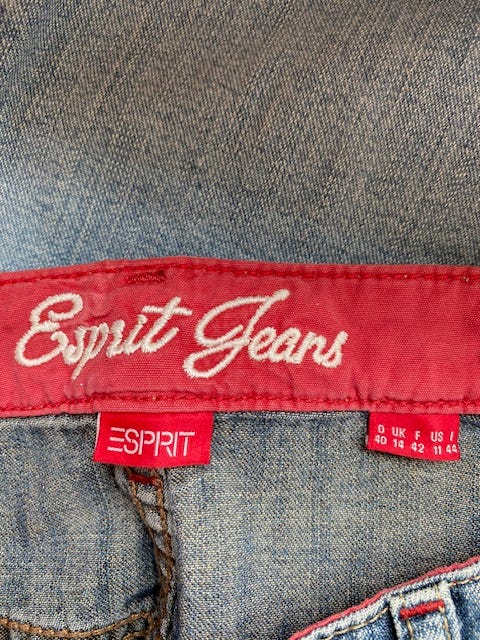 Esprit Jeans
ESPRIT
D UK F US I
40 14 42 11 44